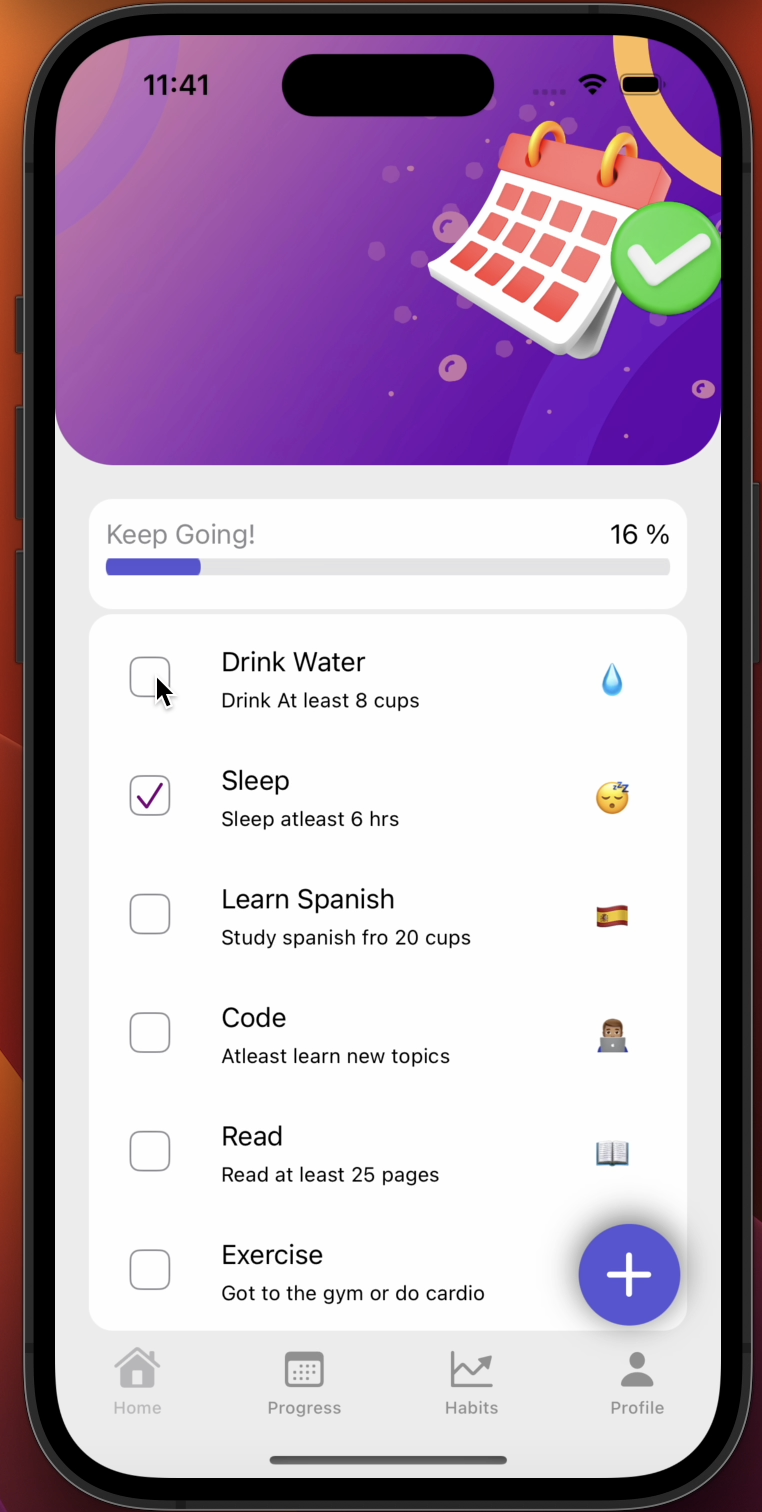 11:41
Keep Going! 16 %
Drink Water
Drink At least 8 cups
Sleep
Sleep atleast 6 hrs
Learn Spanish
Study spanish fro 20 cups
Code
Atleast learn new topics
Read
Read at least 25 pages
Exercise
Got to the gym or do cardio
Home Progress Habits Profile